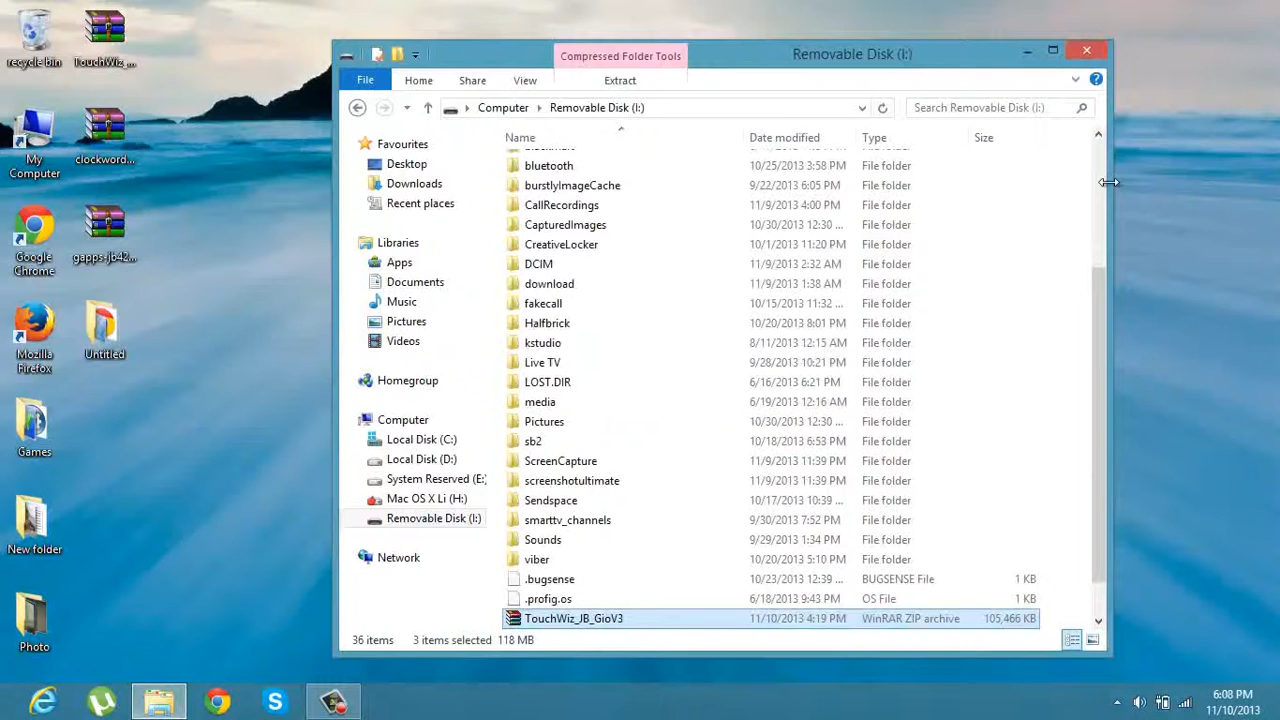 recycle bin
TouchWiz_...
My Computer
clockword...
Google Chrome
gapps-jb42...
Mozilla Firefox
Untitled
Games
New folder
Photo
Compressed Folder Tools
Removable Disk (I:)
File
Home
Share
View
Extract
Computer
Removable Disk (I:)
Search Removable Disk (I:)
Favourites
Desktop
Downloads
Recent places
Libraries
Apps
Documents
Music
Pictures
Videos
Homegroup
Computer
Local Disk (C:)
Local Disk (D:)
System Reserved (E:
Mac OS X Li (H:)
Removable Disk (I:)
Network
Name Date modified Type Size
bluetooth 10/25/2013 3:58 PM File folder
burstlyImageCache 9/22/2013 6:05 PM File folder
CallRecordings 11/9/2013 4:00 PM File folder
CapturedImages 10/30/2013 12:30 ... File folder
CreativeLocker 10/1/2013 11:20 PM File folder
DCIM 11/9/2013 2:32 AM File folder
download 11/9/2013 1:38 AM File folder
fakecall 10/15/2013 11:32 ... File folder
Halfbrick 10/20/2013 8:01 PM File folder
kstudio 8/11/2013 12:15 AM File folder
Live TV 9/28/2013 10:21 PM File folder
LOST.DIR 6/16/2013 6:21 PM File folder
media 6/19/2013 12:16 AM File folder
Pictures 10/30/2013 12:30 ... File folder
sb2 10/18/2013 6:53 PM File folder
ScreenCapture 11/9/2013 11:39 PM File folder
screenshotultimate 11/9/2013 11:39 PM File folder
Sendspace 10/17/2013 10:39 ... File folder
smarttv_channels 9/30/2013 7:52 PM File folder
Sounds 9/29/2013 1:34 PM File folder
viber 10/20/2013 5:10 PM File folder
.bugsense 10/23/2013 12:39 ... BUGSENSE File 1 KB
.profig.os 6/18/2013 9:43 PM OS File 1 KB
TouchWiz_JB_GioV3 11/10/2013 4:19 PM WinRAR ZIP archive 105,466 KB
36 items 3 items selected 118 MB
6:08 PM
11/10/2013